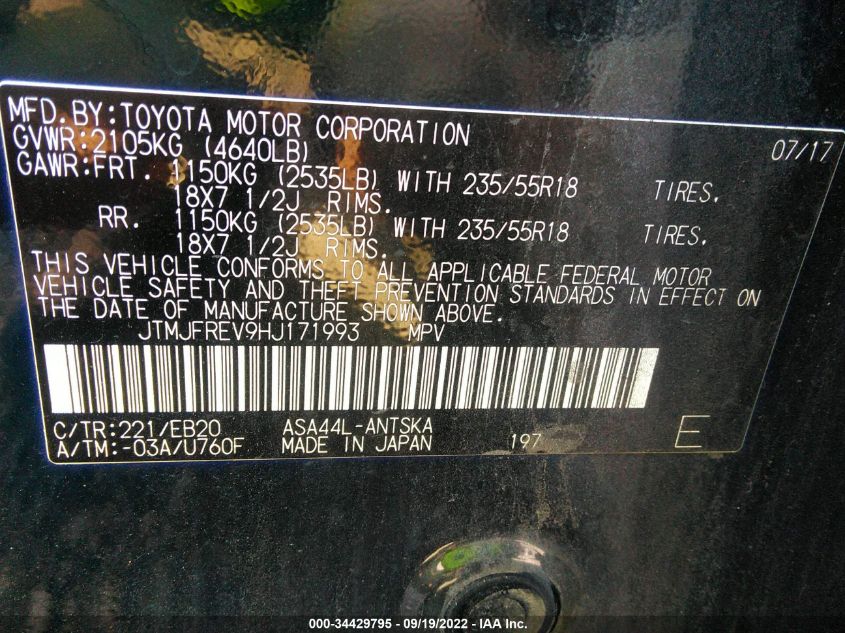 MFD.BY:TOYOTA MOTOR CORPORATION 07/17
GVWR:2105KG (4640LB)
GAWR:FRT. 1150KG (2535LB) WITH 235/55R18 TIRES.
18X7 1/2J RIMS.
RR. 1150KG (2535LB) WITH 235/55R18 TIRES.
18X7 1/2J RIMS.
THIS VEHICLE CONFORMS TO ALL APPLICABLE FEDERAL MOTOR
VEHICLE SAFETY AND THEFT PREVENTION STANDARDS IN EFFECT ON
THE DATE OF MANUFACTURE SHOWN ABOVE.
JTMJFREV9HJ171993 MPV
C/TR:221/EB20 ASA44L-ANTSKA
A/TM:-03A/U760F MADE IN JAPAN 197 E
000-34429795 - 09/19/2022 - IAA Inc.